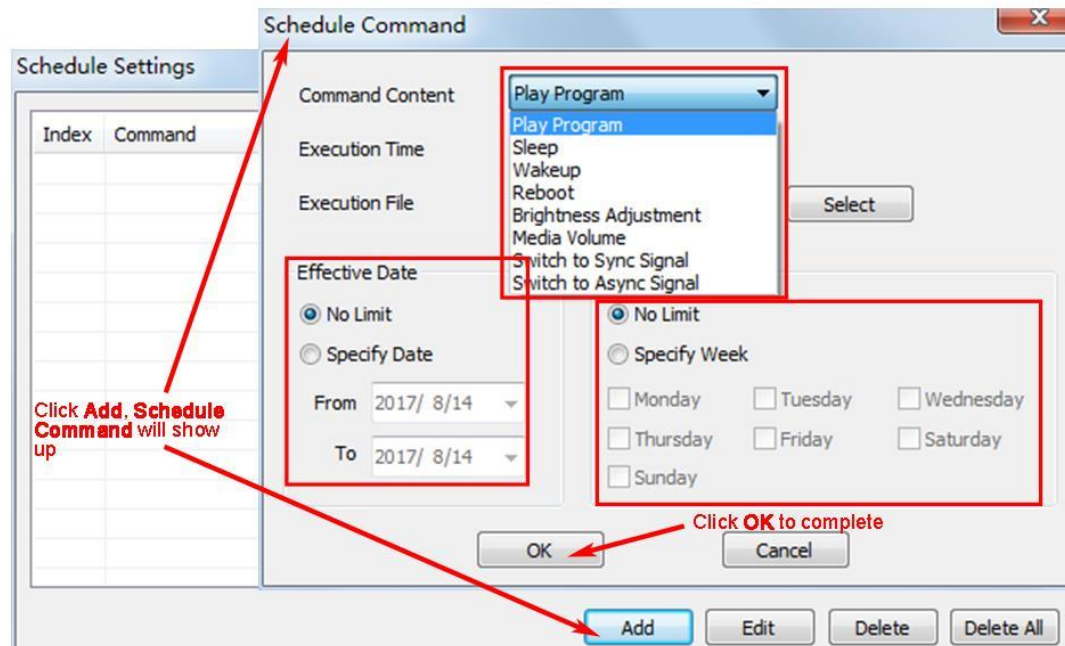 Schedule Command
Schedule Settings
Command Content
Play Program
Play Program
Sleep
Wakeup
Reboot
Brightness Adjustment
Media Volume
Switch to Sync Signal
Switch to Async Signal
Index Command
Execution Time
Execution File
Select
Effective Date
No Limit
Specify Date
From 2017/ 8/14
To 2017/ 8/14
No Limit
Specify Week
Monday Tuesday Wednesday
Thursday Friday Saturday
Sunday
Click Add, Schedule
Command will show
up
Click OK to complete
OK Cancel
Add Edit Delete Delete All